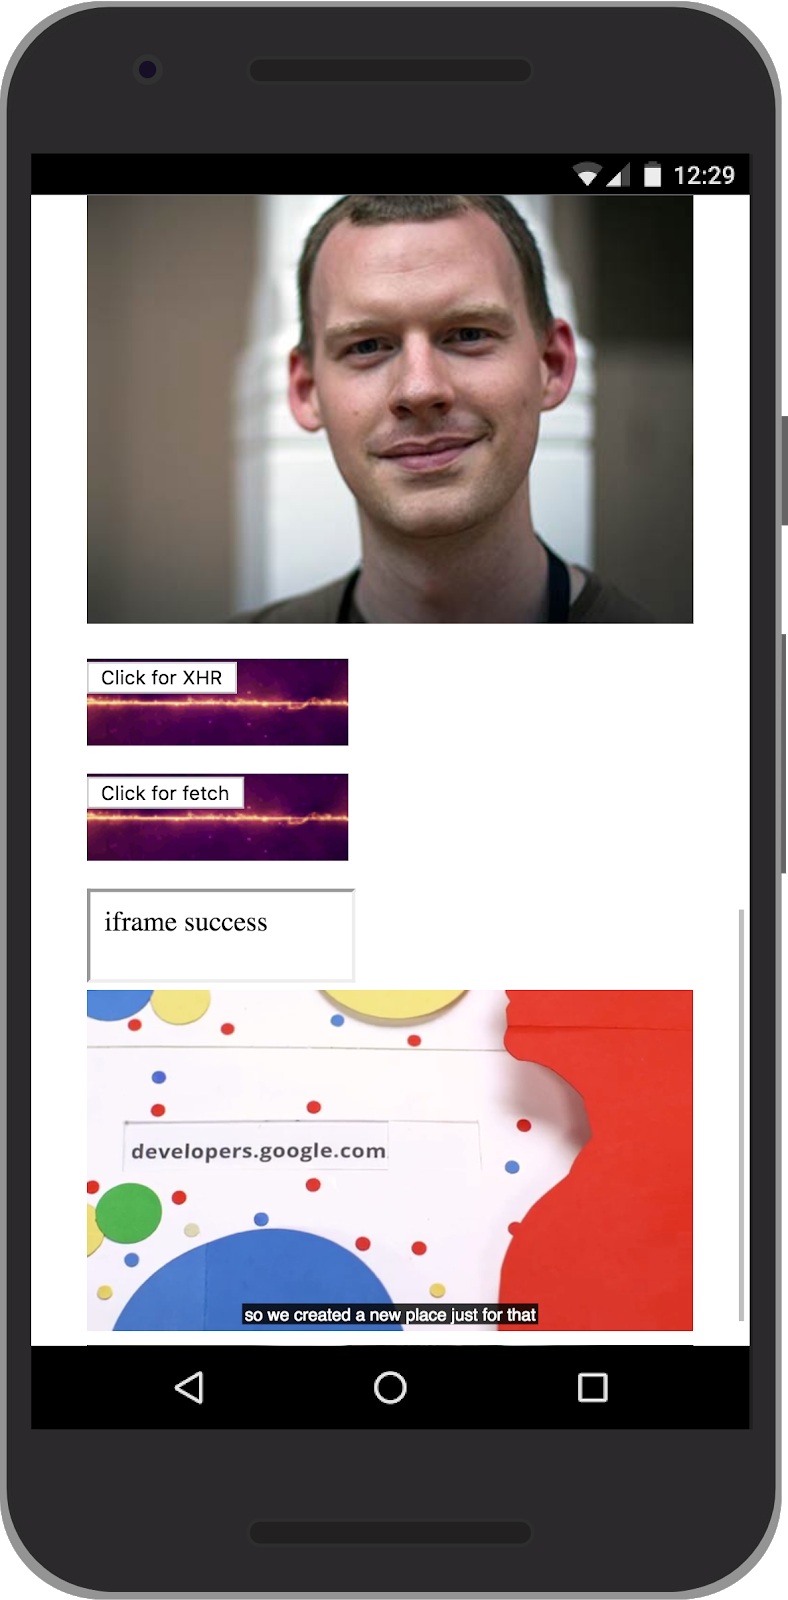 12:29
Click for XHR
Click for fetch
iframe success
developers.google.com
so we created a new place just for that